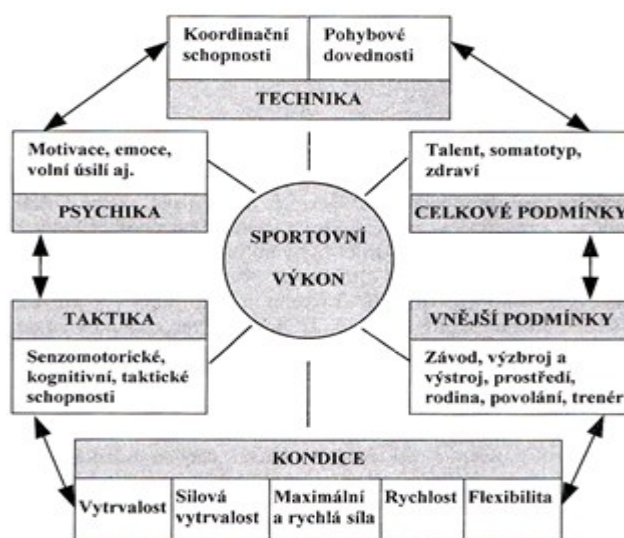 Koordinační
schopnosti
Pohybové
dovednosti
TECHNIKA
Motivace, emoce,
volní úsilí aj.
PSYCHIKA
Talent, somatotyp,
zdraví
CELKOVÉ PODMÍNKY
SPORTOVNÍ
VÝKON
TAKTIKA
Senzomotorické,
kognitivní, taktické
schopnosti
VNĚJŠÍ PODMÍNKY
Závod, výzbroj a
výstroj, prostředí,
rodina, povolání, trenér
KONDICE
Vytrvalost
Silová
vytrvalost
Maximální
a rychlá síla
Rychlost
Flexibilita